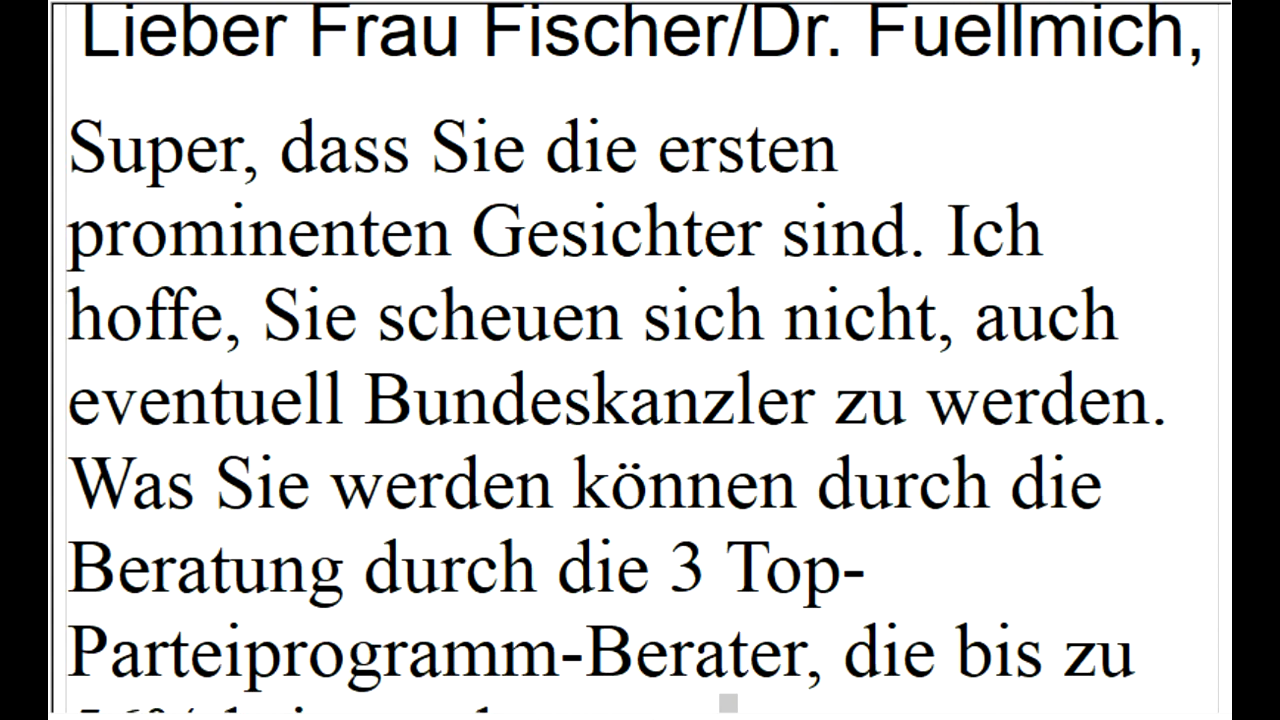 Lieber Frau Fischer/Dr. Fuellmich,
Super, dass Sie die ersten
prominenten Gesichter sind. Ich
hoffe, Sie scheuen sich nicht, auch
eventuell Bundeskanzler zu werden.
Was Sie werden können durch die
Beratung durch die 3 Top-
Parteiprogramm-Berater, die bis zu